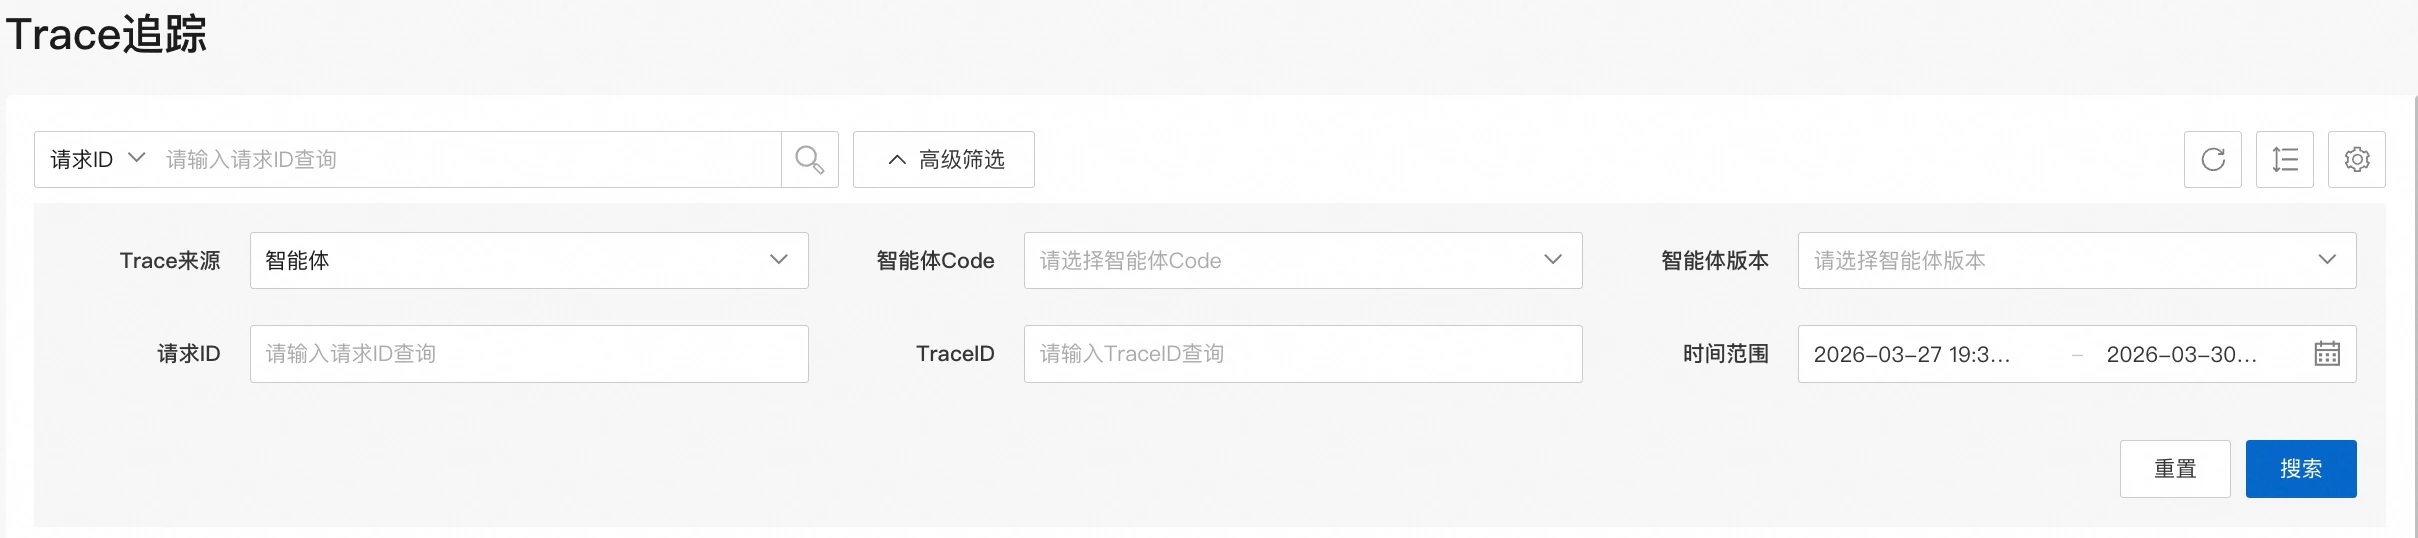 Trace追踪
请求ID 请输入请求ID查询 高级筛选
Trace来源 智能体 智能体Code 请选择智能体Code 智能体版本 请选择智能体版本
请求ID 请输入请求ID查询 TraceID 请输入TraceID查询 时间范围 2026-03-27 19:3... – 2026-03-30...
重置 搜索